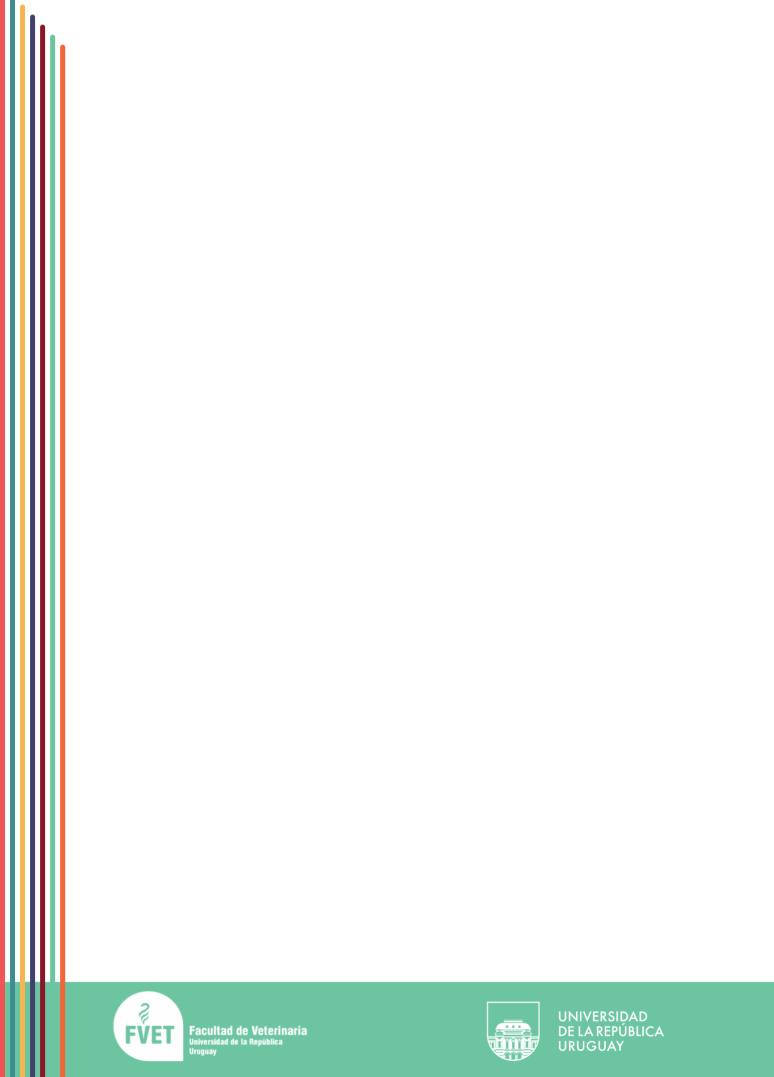 FVET
Facultad de Veterinaria
Universidad de la República
Uruguay
UNIVERSIDAD
DE LA REPÚBLICA
URUGUAY